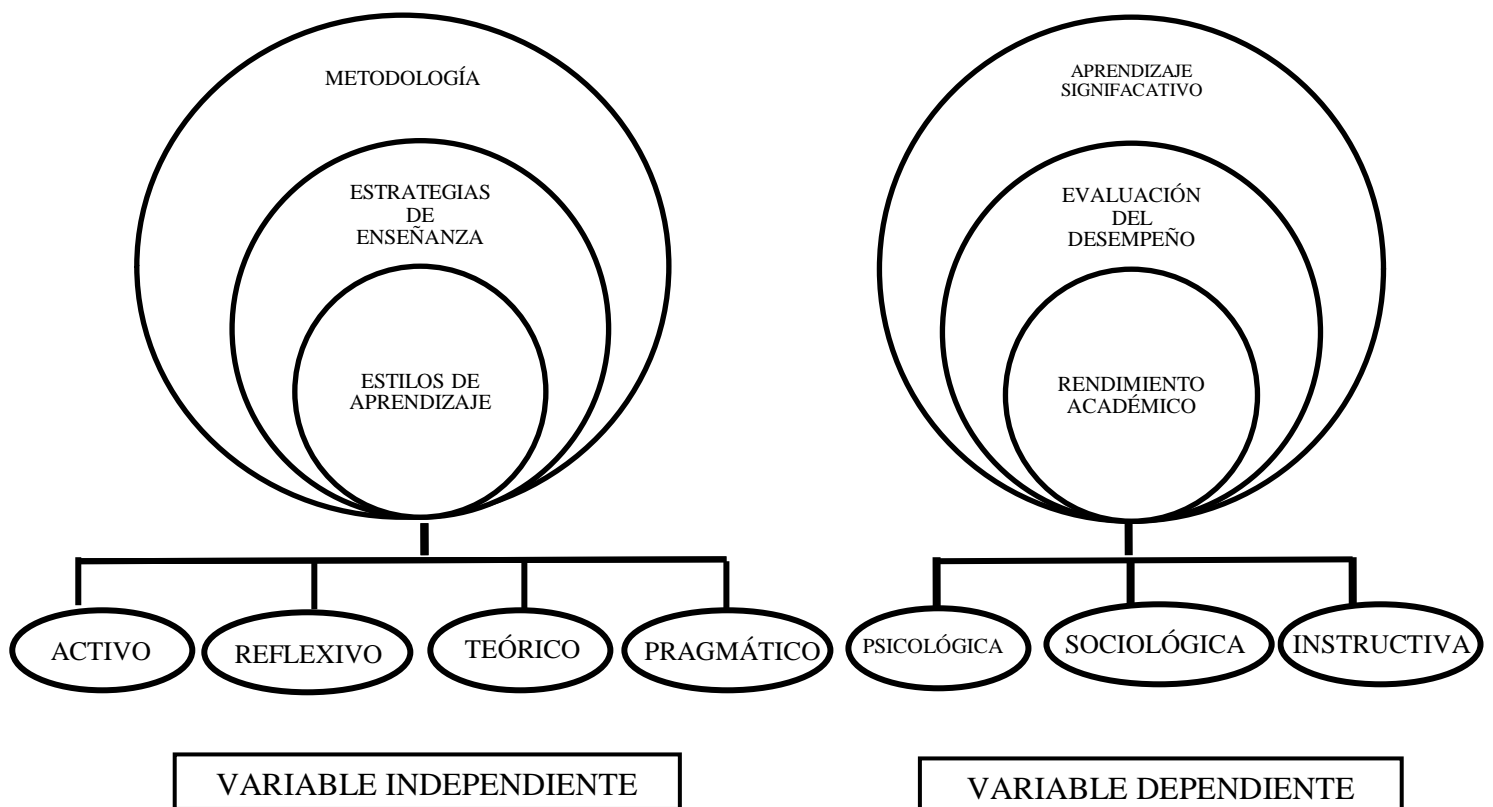 METODOLOGÍA
ESTRATEGIAS
DE
ENSEÑANZA
ESTILOS DE
APRENDIZAJE
ACTIVO
REFLEXIVO
TEÓRICO
PRAGMÁTICO
VARIABLE INDEPENDIENTE
APRENDIZAJE
SIGNIFACATIVO
EVALUACIÓN
DEL
DESEMPEÑO
RENDIMIENTO
ACADÉMICO
PSICOLÓGICA
SOCIOLÓGICA
INSTRUCTIVA
VARIABLE DEPENDIENTE